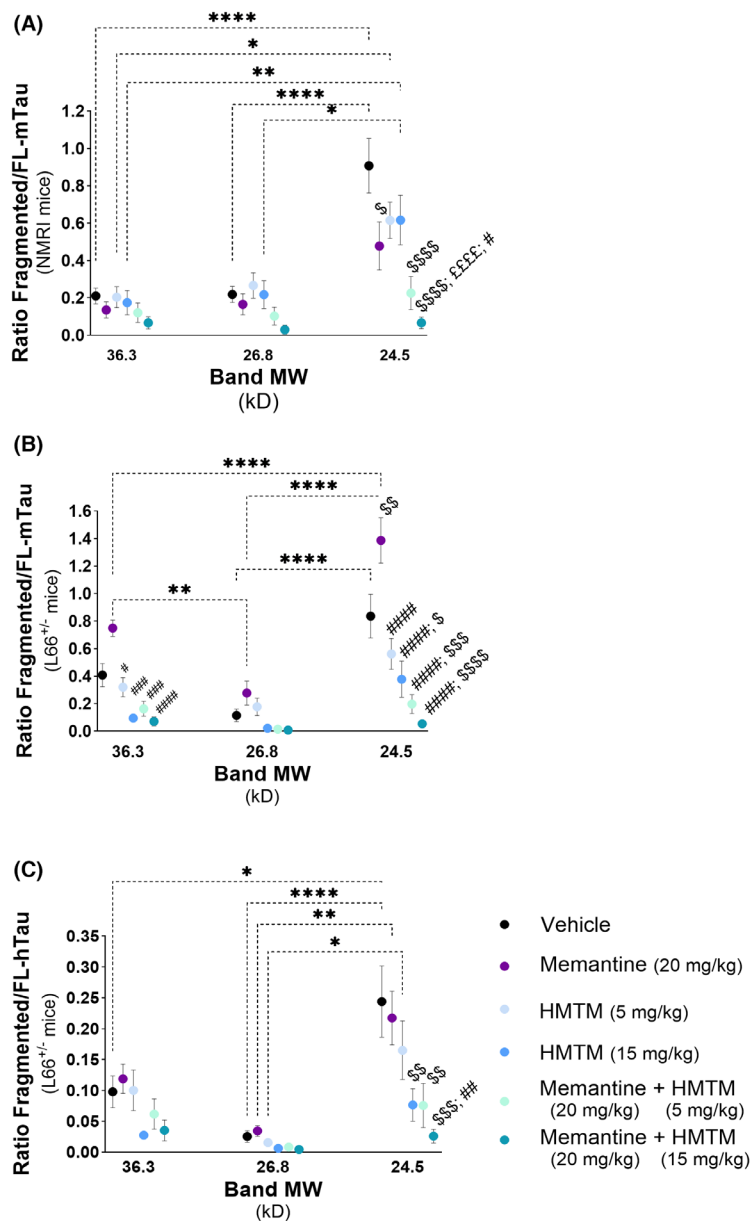 (A)
****
*
**
****
*
Ratio Fragmented/FL-mTau
(NMRI mice)
1.2
1.0
0.8
0.6
0.4
0.2
0.0
$
$$$$
$$$$; ££££; #
36.3 26.8 24.5
Band MW
(kD)
(B)
****
****
****
**
Ratio Fragmented/FL-mTau
(L66+/- mice)
1.6
1.4
1.2
1.0
0.8
0.6
0.4
0.2
0.0
$$
#
###
###
####
####
####; $
####; $$$
####; $$$$
36.3 26.8 24.5
Band MW
(kD)
(C)
*
****
**
*
Ratio Fragmented/FL-hTau
(L66+/- mice)
0.35
0.30
0.25
0.20
0.15
0.10
0.05
0.00
$$ $$
$$$; ##
36.3 26.8 24.5
Band MW
(kD)
Vehicle
Memantine (20 mg/kg)
HMTM (5 mg/kg)
HMTM (15 mg/kg)
Memantine + HMTM
(20 mg/kg) (5 mg/kg)
Memantine + HMTM
(20 mg/kg) (15 mg/kg)